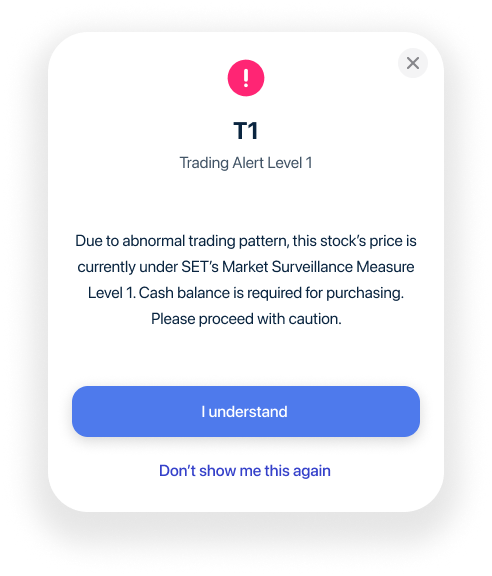 T1
Trading Alert Level 1
Due to abnormal trading pattern, this stock’s price is
currently under SET’s Market Surveillance Measure
Level 1. Cash balance is required for purchasing.
Please proceed with caution.
I understand
Don’t show me this again